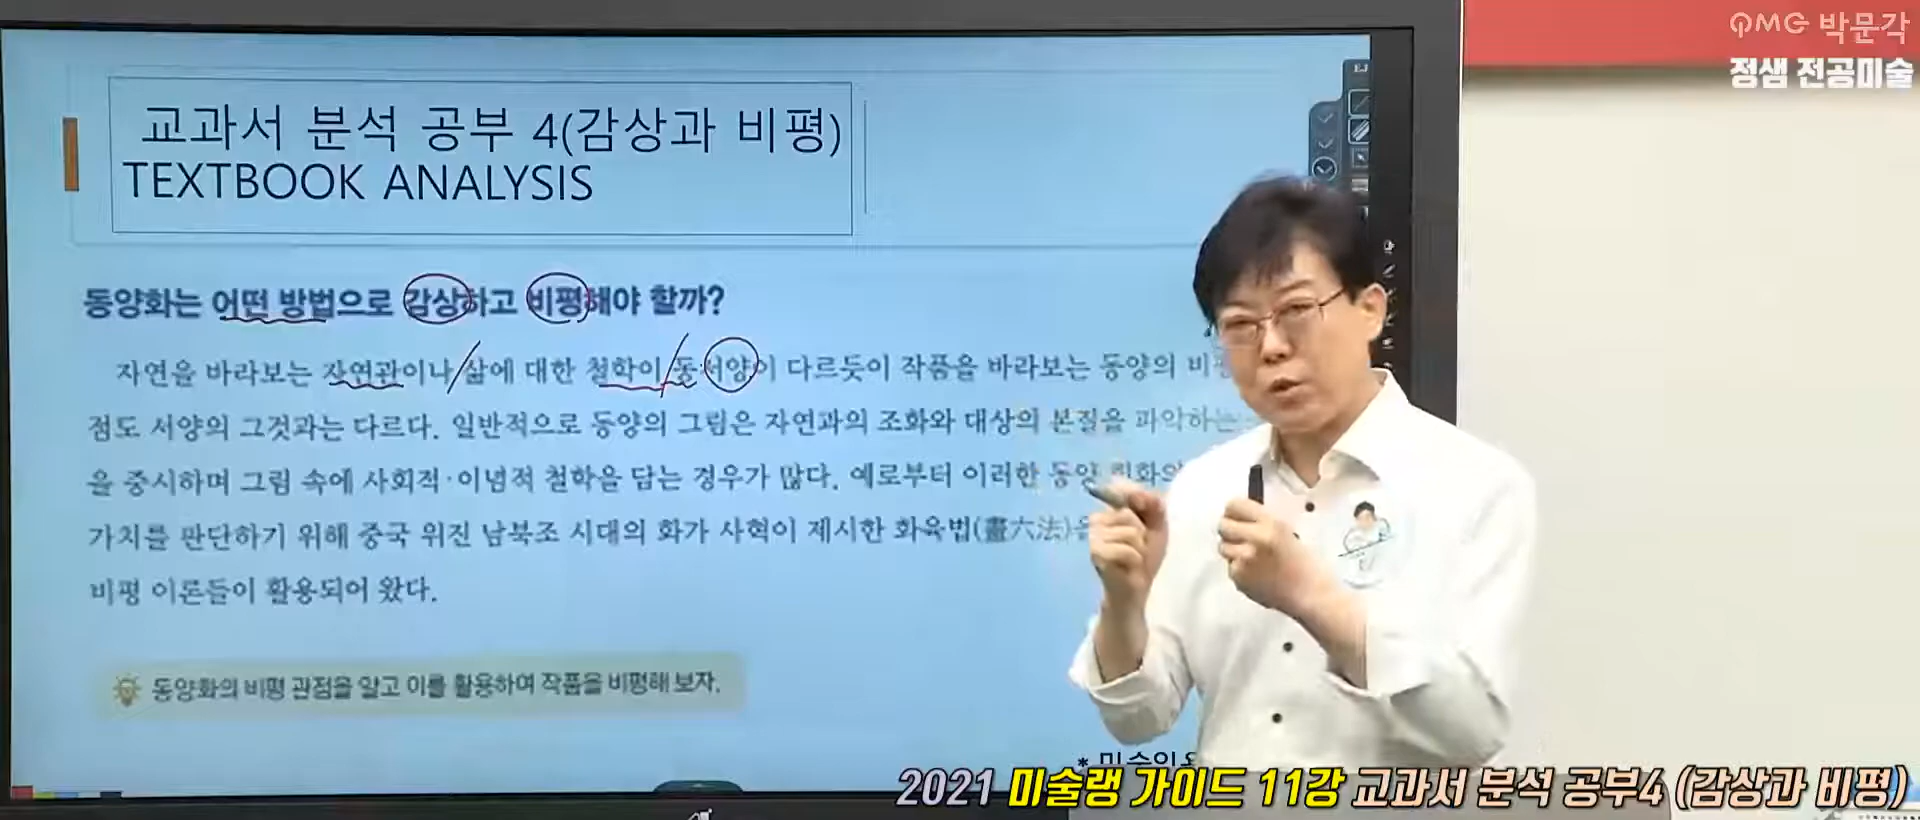 PMG 박문각
정샘 전공미술
교과서 분석 공부 4(감상과 비평)
TEXTBOOK ANALYSIS
동양화는 어떤 방법으로 감상하고 비평해야 할까?
자연을 바라보는 자연관이나 삶에 대한 철학이 동서양이 다르듯이 작품을 바라보는 동양의
점도 서양의 그것과는 다르다. 일반적으로 동양의 그림은 자연과의 조화와 대상의 본질을 파악하는
을 중시하며 그림 속에 사회적·이념적 철학을 담는 경우가 많다. 예로부터 이러한 동양
가치를 판단하기 위해 중국 위진 남북조 시대의 화가 사혁이 제시한 화육법(畫六法)
비평 이론들이 활용되어 왔다.
동양화의 비평 관점을 알고 이를 활용하여 작품을 비평해 보자.
2021 미술랭 가이드 11강 교과서 분석 공부4 (감상과 비평)